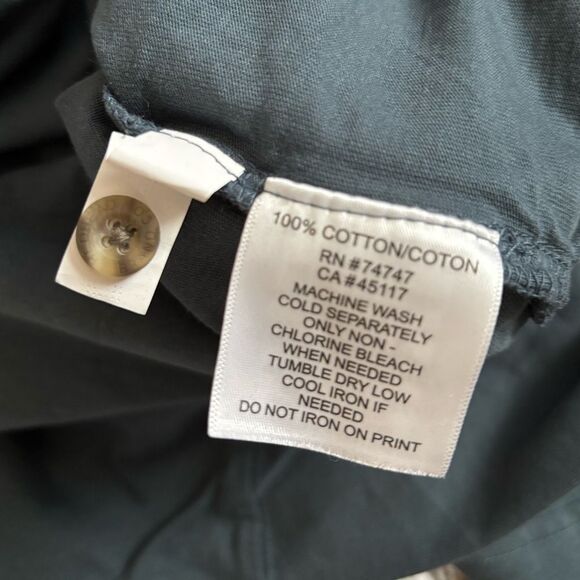 100% COTTON/COTON
RN #74747
CA #45117
MACHINE WASH
COLD SEPARATELY
ONLY NON -
CHLORINE BLEACH
WHEN NEEDED
TUMBLE DRY LOW
COOL IRON IF
NEEDED
DO NOT IRON ON PRINT